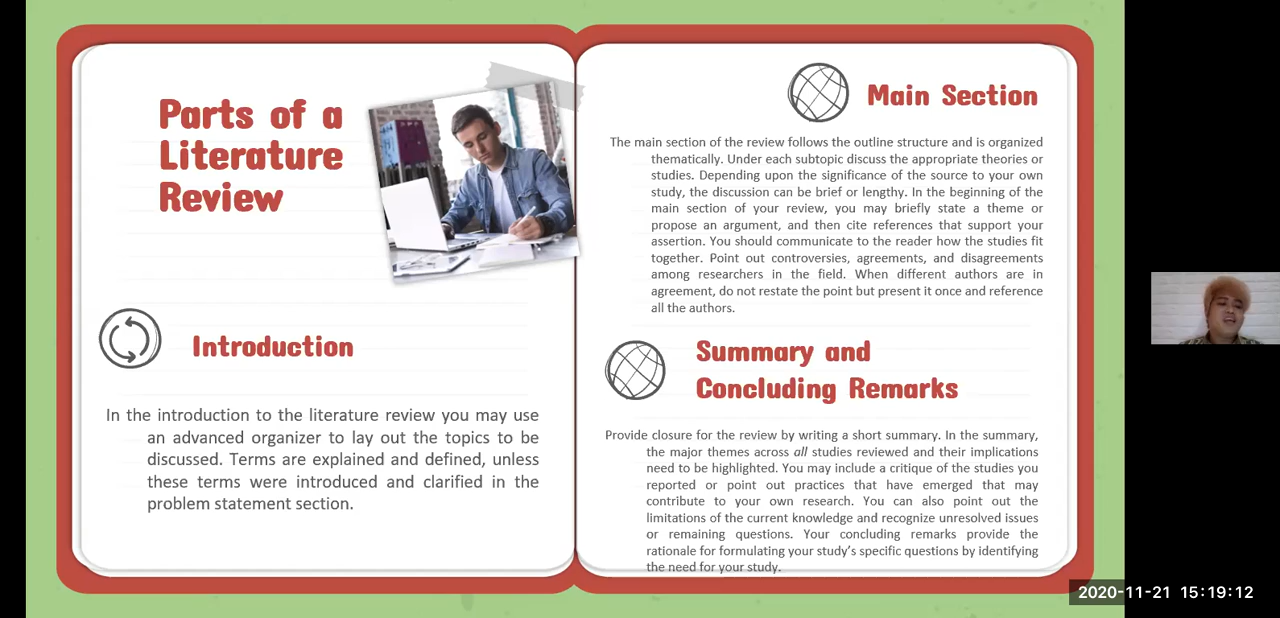 Parts of a
Literature
Review
Introduction
In the introduction to the literature review you may use
an advanced organizer to lay out the topics to be
discussed. Terms are explained and defined, unless
these terms were introduced and clarified in the
problem statement section.
Main Section
The main section of the review follows the outline structure and is organized
thematically. Under each subtopic discuss the appropriate theories or
studies. Depending upon the significance of the source to your own
study, the discussion can be brief or lengthy. In the beginning of the
main section of your review, you may briefly state a theme or
propose an argument, and then cite references that support your
assertion. You should communicate to the reader how the studies fit
together. Point out controversies, agreements, and disagreements
among researchers in the field. When different authors are in
agreement, do not restate the point but present it once and reference
all the authors.
Summary and
Concluding Remarks
Provide closure for the review by writing a short summary. In the summary,
the major themes across all studies reviewed and their implications
need to be highlighted. You may include a critique of the studies you
reported or point out practices that have emerged that may
contribute to your own research. You can also point out the
limitations of the current knowledge and recognize unresolved issues
or remaining questions. Your concluding remarks provide the
rationale for formulating your study's specific questions by identifying
the need for your study.
2020-11-21 15:19:12